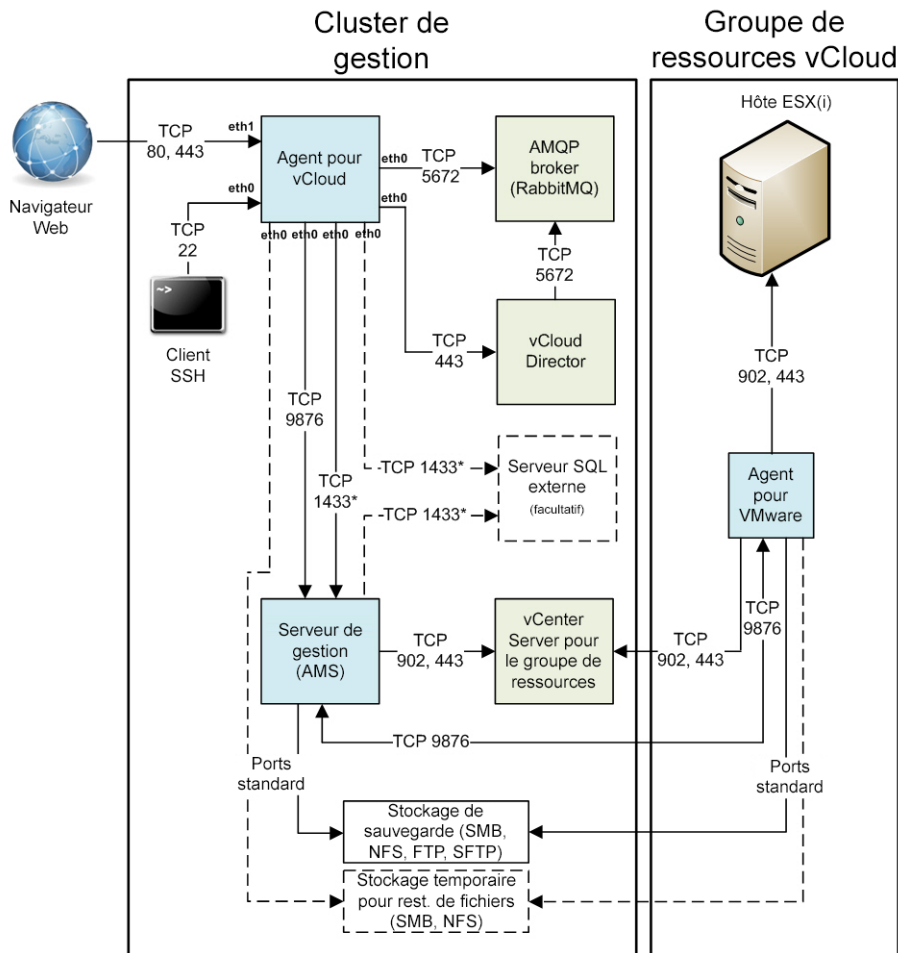 Cluster de
gestion
Groupe de
ressources vCloud
Hôte ESX(i)
Navigateur
Web
TCP
80, 443
eth1
Agent pour
vCloud
eth0
TCP
5672
AMQP
broker
(RabbitMQ)
eth0
TCP
22
~>
Client
SSH
eth0
eth0
eth0
eth0
eth0
TCP
5672
TCP
443
vCloud
Director
TCP
902, 443
TCP
9876
TCP
1433*
TCP 1433*
TCP 1433*
Serveur SQL
externe
(facultatif)
Agent
pour
VMware
Serveur de
gestion
(AMS)
TCP
902, 443
vCenter
Server pour
le groupe de
ressources
TCP
902, 443
TCP
9876
TCP 9876
Ports
standard
Ports
standard
Stockage de
sauvegarde (SMB,
NFS, FTP, SFTP)
Stockage temporaire
pour rest. de fichiers
(SMB, NFS)